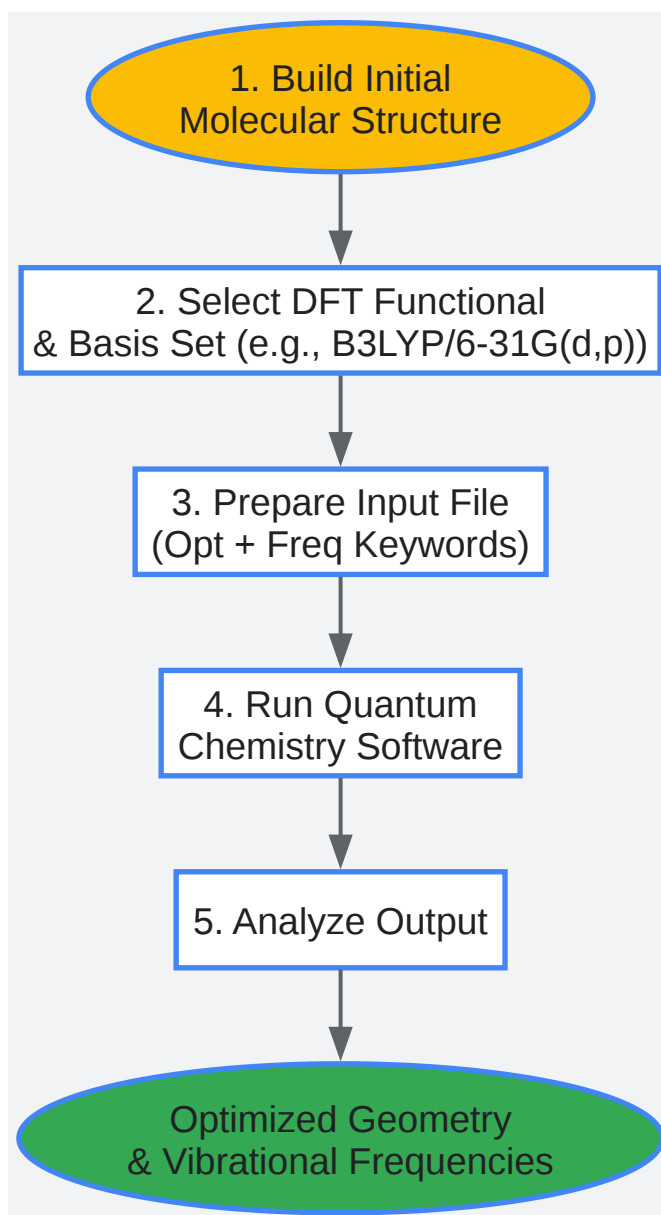 1. Build Initial
Molecular Structure
2. Select DFT Functional
& Basis Set (e.g., B3LYP/6-31G(d,p))
3. Prepare Input File
(Opt + Freq Keywords)
4. Run Quantum
Chemistry Software
5. Analyze Output
Optimized Geometry
& Vibrational Frequencies